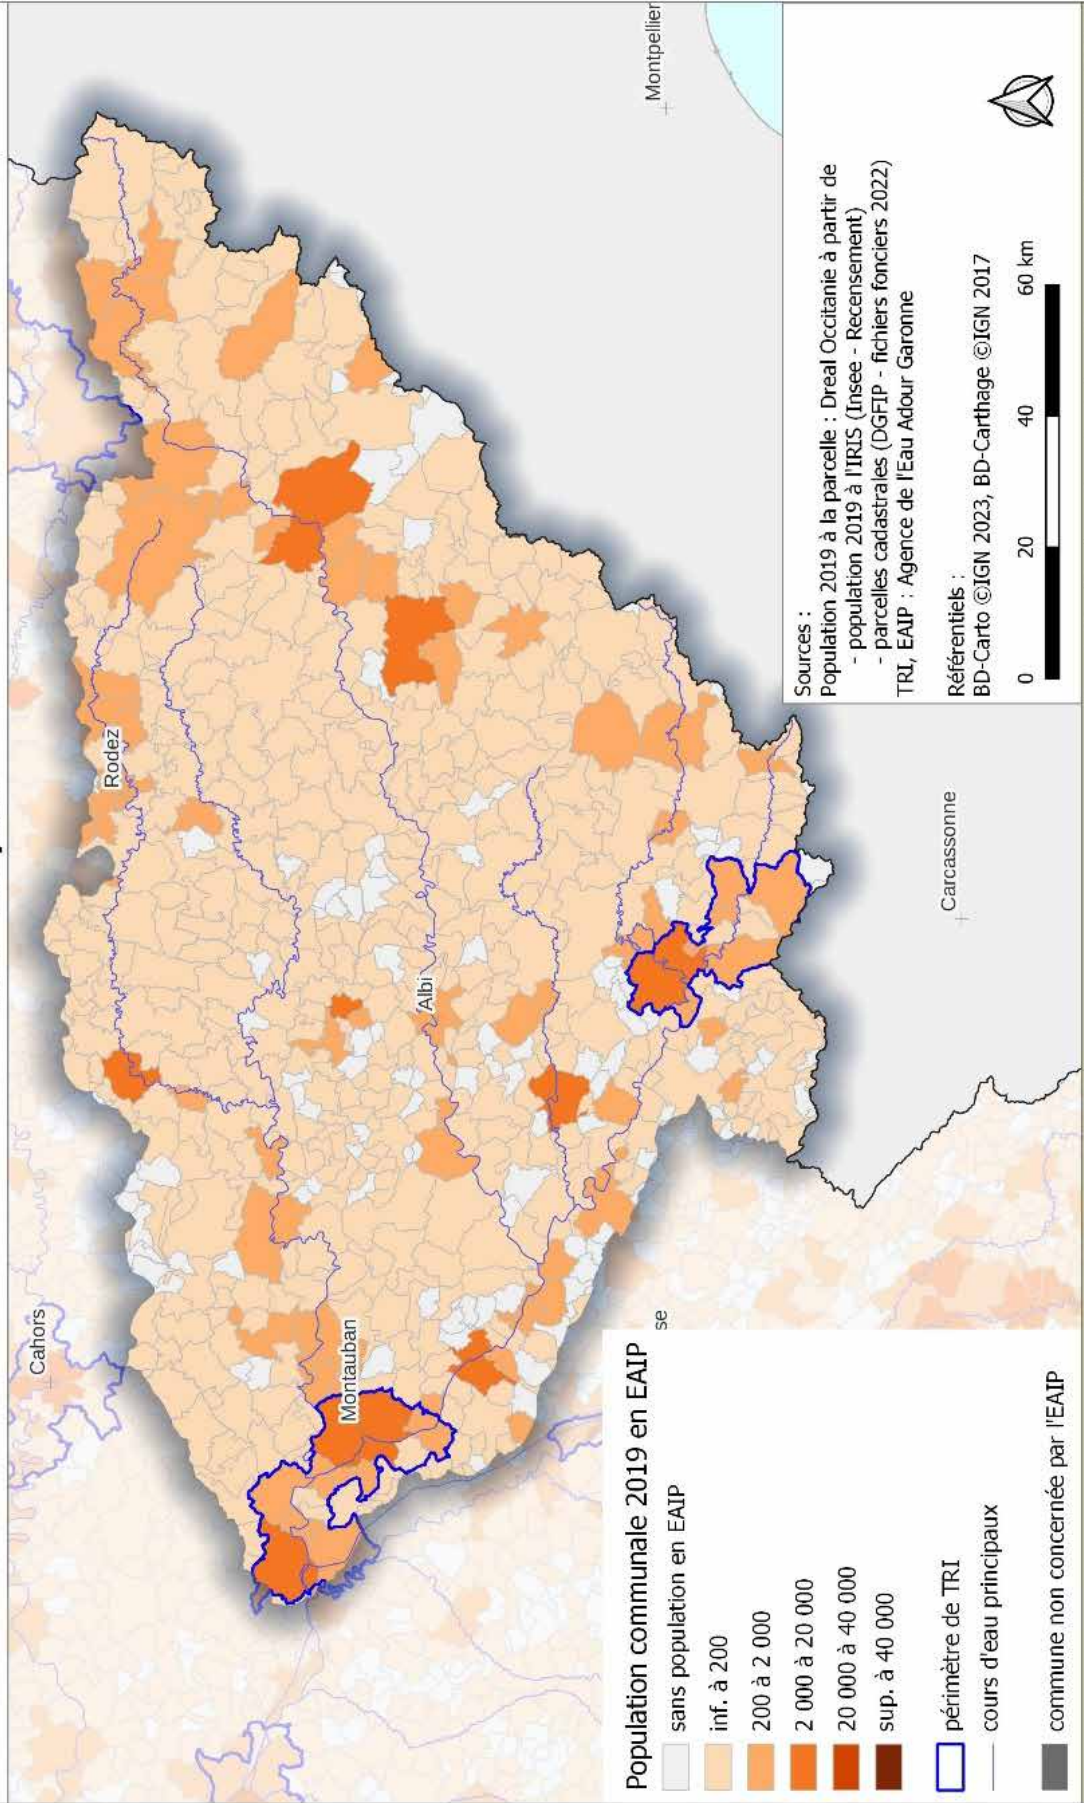 Cahors
Rodez
Montauban
Albi
Montpellier
Carcassonne
se
Population communale 2019 en EAIP
sans population en EAIP
inf. à 200
200 à 2 000
2 000 à 20 000
20 000 à 40 000
sup. à 40 000
périmètre de TRI
cours d'eau principaux
commune non concernée par l'EAIP
Sources :
Population 2019 à la parcelle : Dreal Occitanie à partir de
- population 2019 à l'IRIS (Insee - Recensement)
- parcelles cadastrales (DGFIP - fichiers fonciers 2022)
TRI, EAIP : Agence de l'Eau Adour Garonne
Référentiels :
BD-Carto ©IGN 2023, BD-Carthage ©IGN 2017
0 20 40 60 km